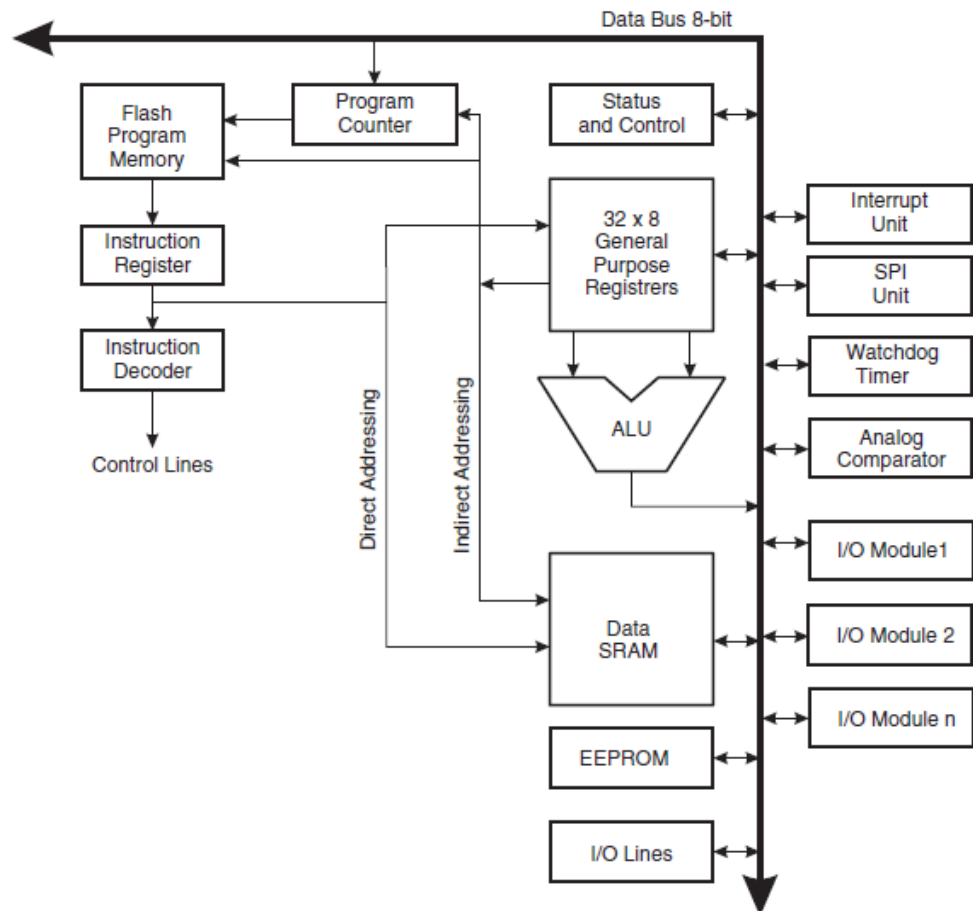 Data Bus 8-bit
Flash
Program
Memory
Program
Counter
Status
and Control
Interrupt
Unit
32 x 8
General
Purpose
Registrers
Instruction
Register
SPI
Unit
Instruction
Decoder
Watchdog
Timer
ALU
Analog
Comparator
Control Lines
Direct Addressing
Indirect Addressing
I/O Module1
Data
SRAM
I/O Module 2
I/O Module n
EEPROM
I/O Lines